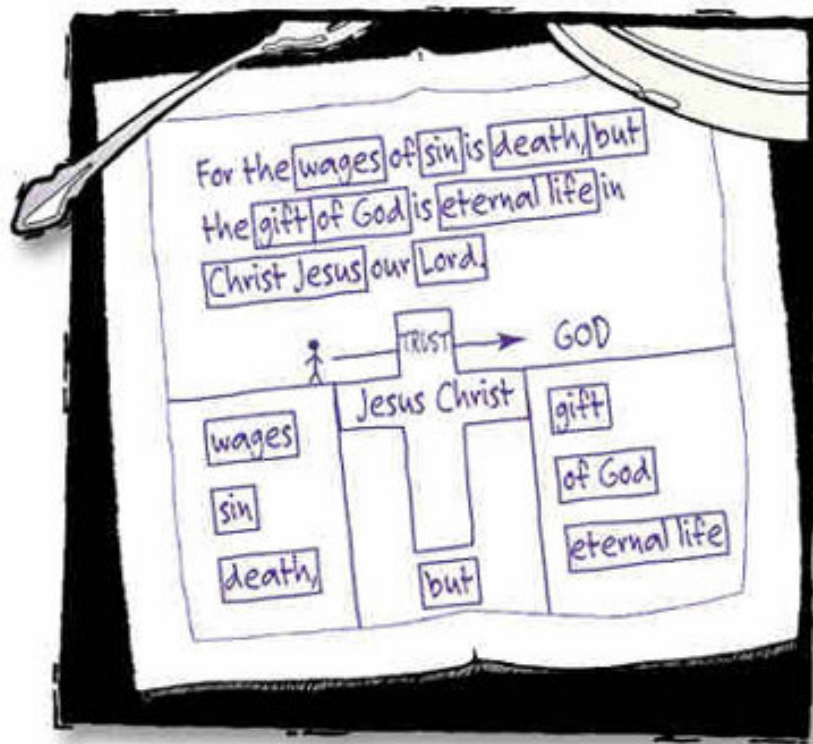 For the wages of sin is death, but
the gift of God is eternal life in
Christ Jesus our Lord.
TRUST
GOD
Jesus Christ
wages
sin
death,
but
gift
of God
eternal life